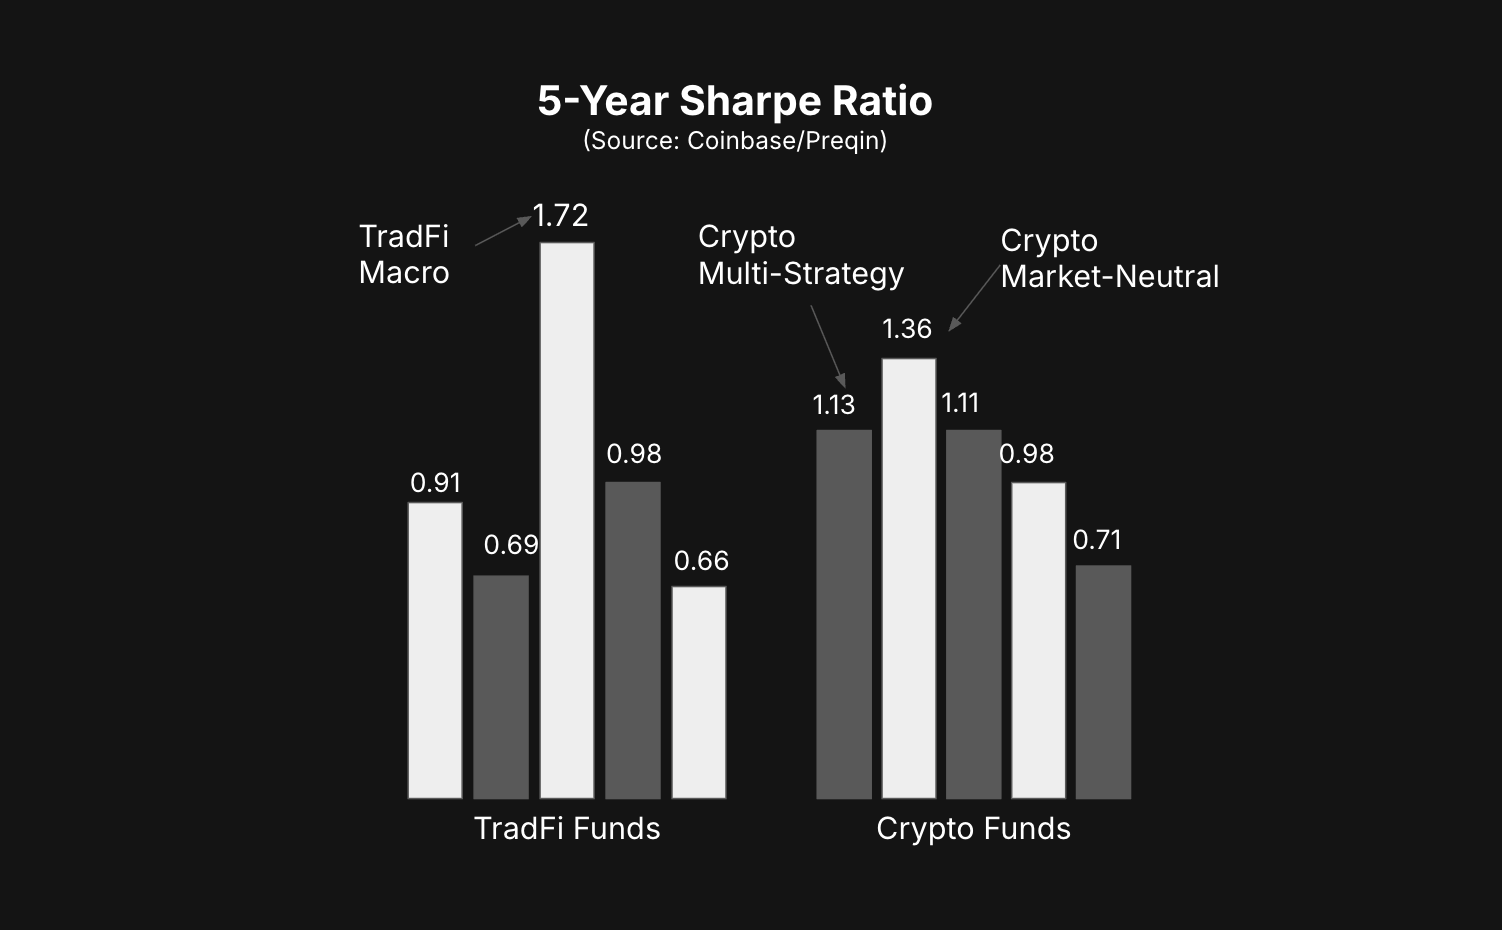 5-Year Sharpe Ratio
(Source: Coinbase/Preqin)
TradFi
Macro
1.72
Crypto
Multi-Strategy
Crypto
Market-Neutral
0.91
0.69
0.98
0.66
1.13
1.36
1.11
0.98
0.71
TradFi Funds
Crypto Funds